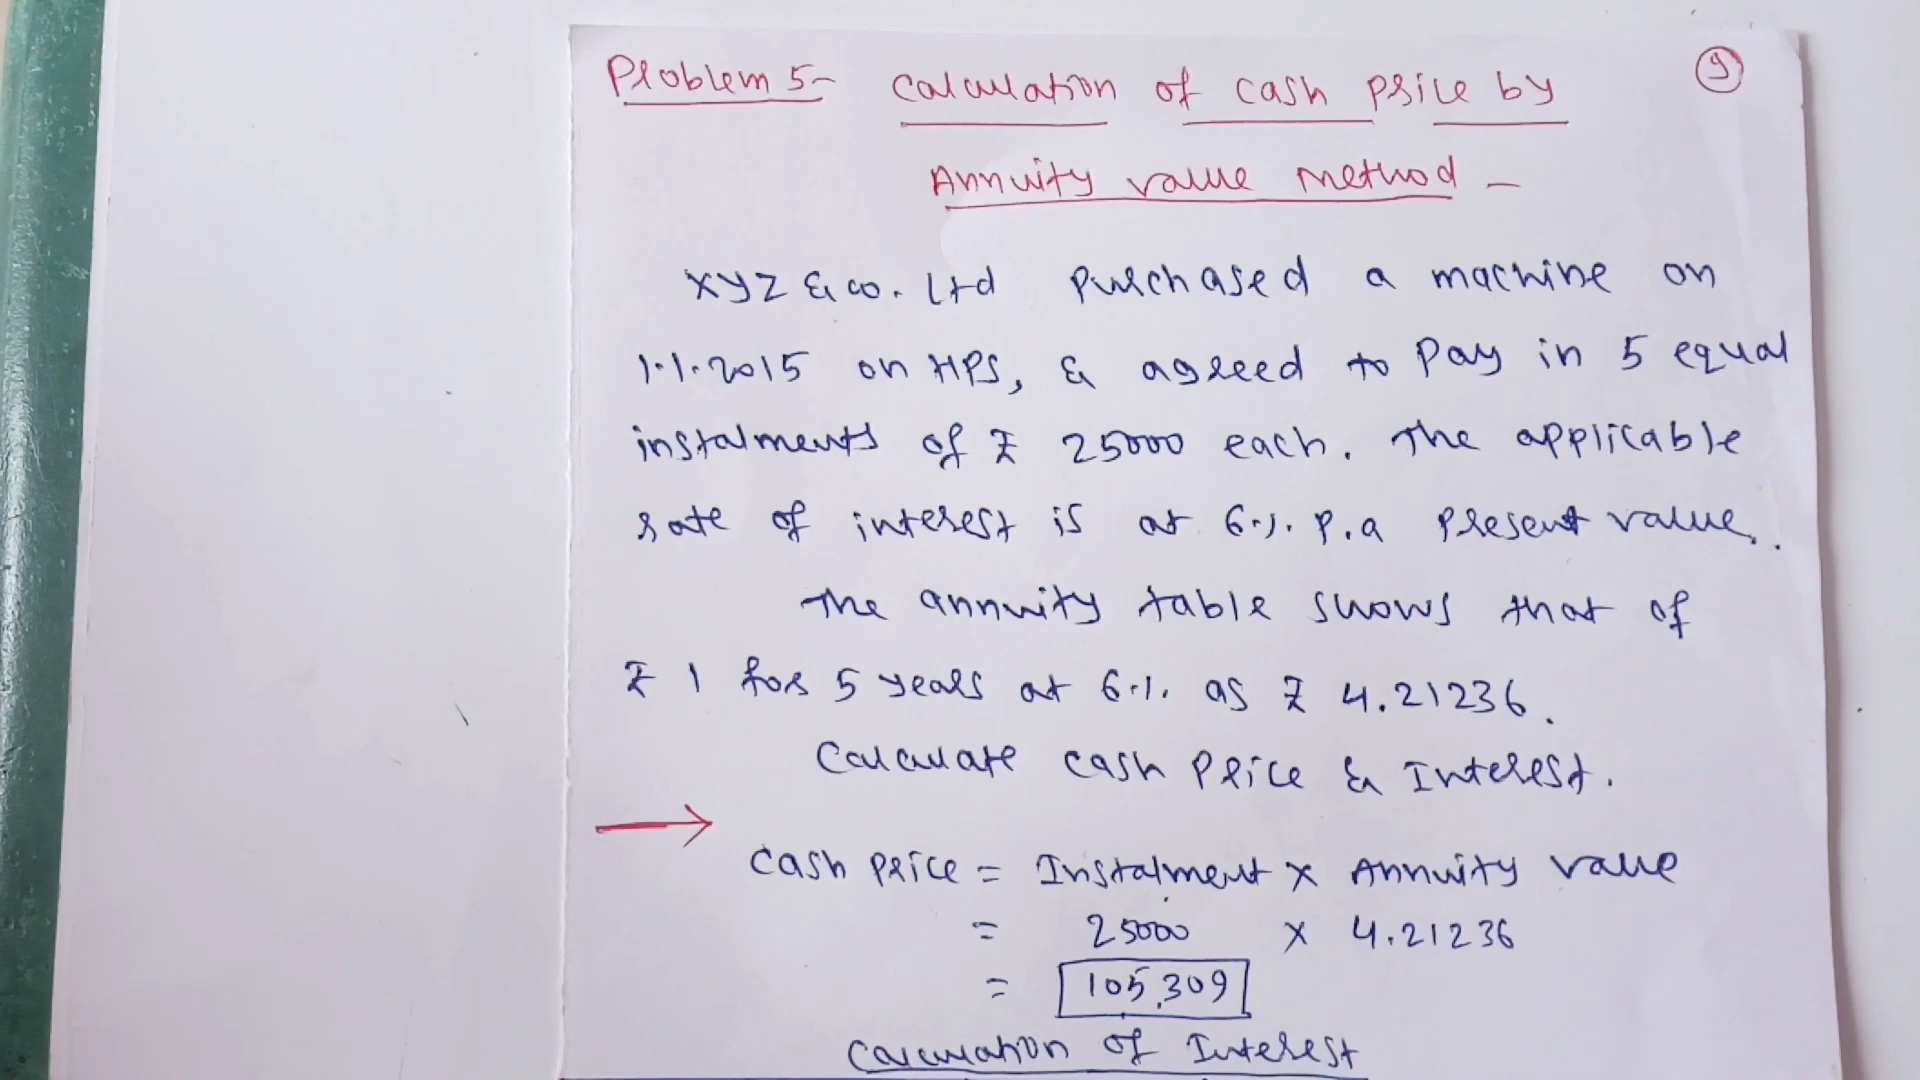 Problem 5- Calculation of cash price by
9
Annuity value Method -
XYZ & co. Ltd purchased a machine on
1.1.2015 on HPS, & agreed to pay in 5 equal
instalments of ₹ 25000 each. The applicable
rate of interest is at 6%. P.a Present value.
The annuity table shows that of
₹ 1 for 5 years at 6% as ₹ 4.21236.
Calculate cash Price & Interest.
Cash price = Instalment x Annuity value
= 25000 x 4.21236
= 105,309
Calculation of Interest